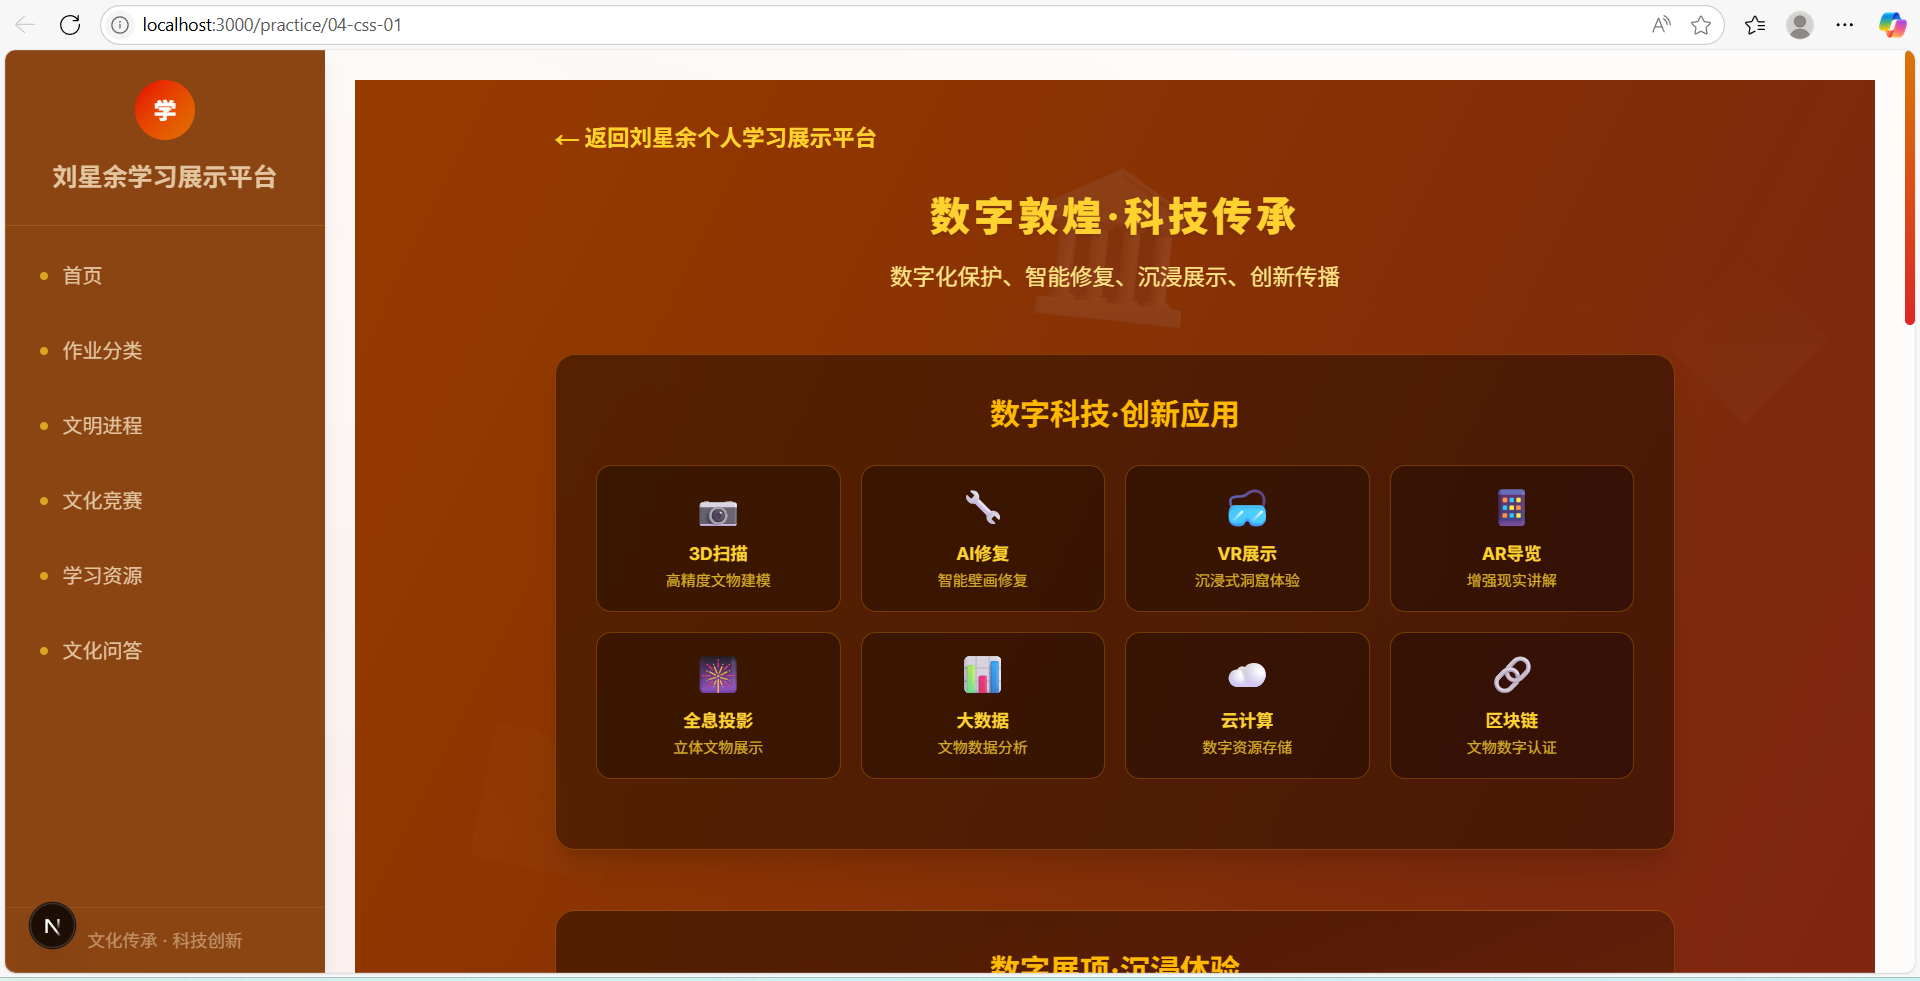 localhost:3000/practice/04-css-01
学
刘星余学习展示平台
首页
作业分类
文明进程
文化竞赛
学习资源
文化问答
N
文化传承 · 科技创新
← 返回刘星余个人学习展示平台
数字敦煌·科技传承
数字化保护、智能修复、沉浸展示、创新传播
数字科技·创新应用
3D扫描
高精度文物建模
AI修复
智能壁画修复
VR展示
沉浸式洞窟体验
AR导览
增强现实讲解
全息投影
立体文物展示
大数据
文物数据分析
云计算
数字资源存储
区块链
文物数字认证
数字展项·沉浸体验